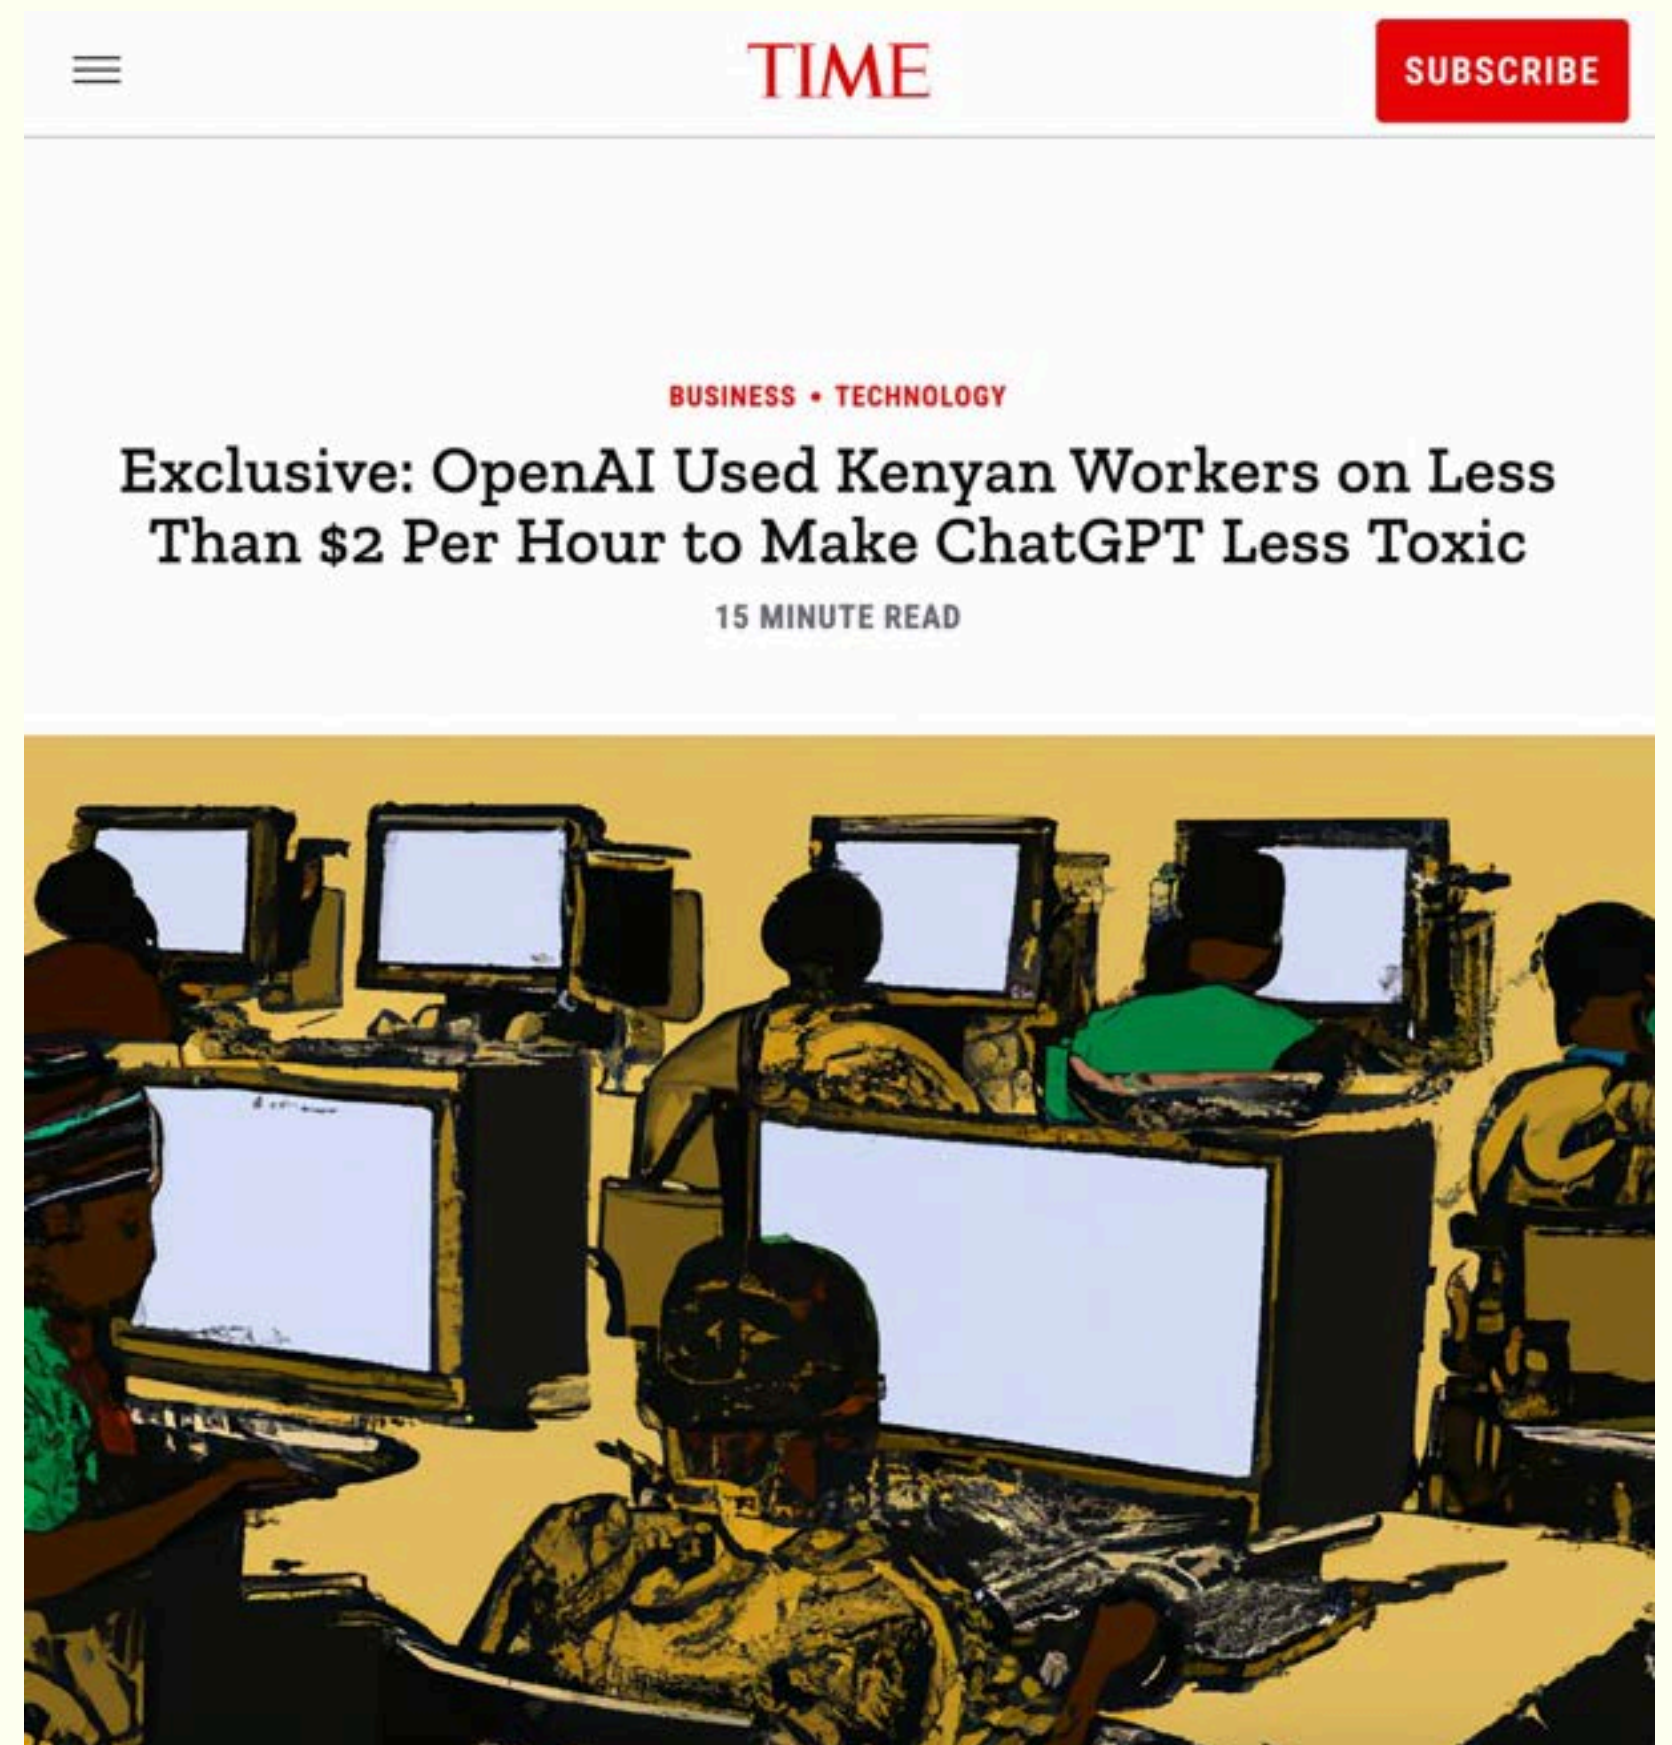 TIME
SUBSCRIBE
BUSINESS • TECHNOLOGY
Exclusive: OpenAI Used Kenyan Workers on Less
Than $2 Per Hour to Make ChatGPT Less Toxic
15 MINUTE READ